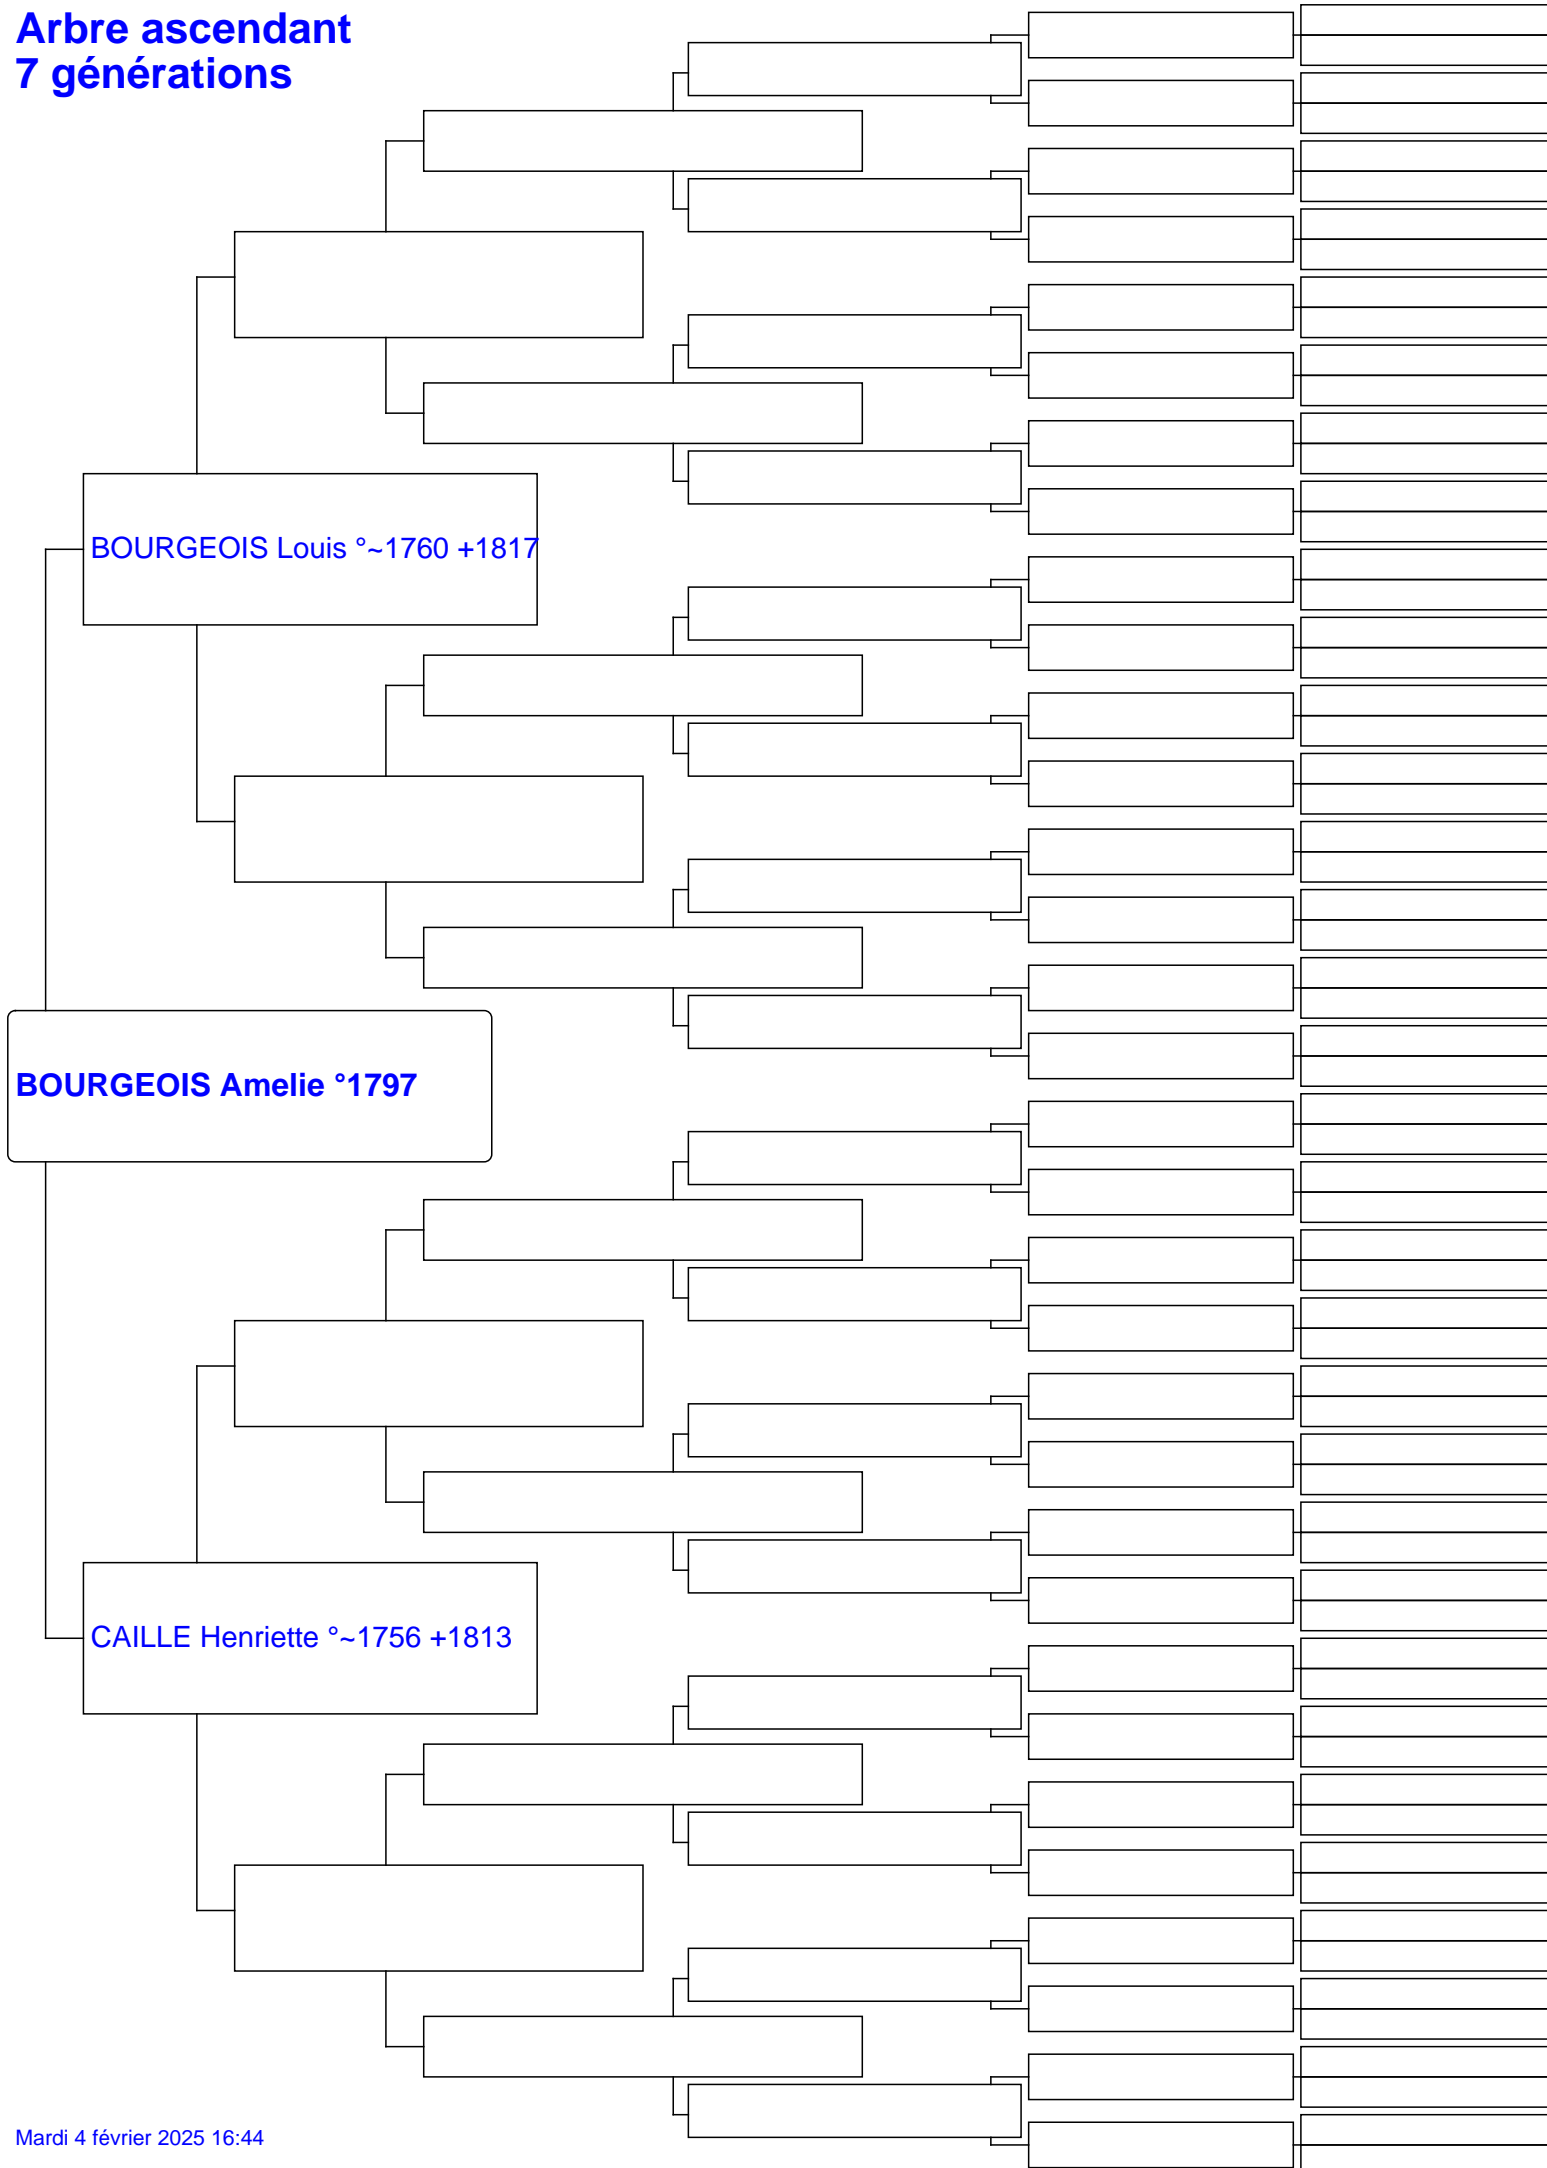 Arbre ascendant
7 générations
BOURGEOIS Louis °~1760 +1817
BOURGEOIS Amelie °1797
CAILLE Henriette °~1756 +1813
Mardi 4 février 2025 16:44